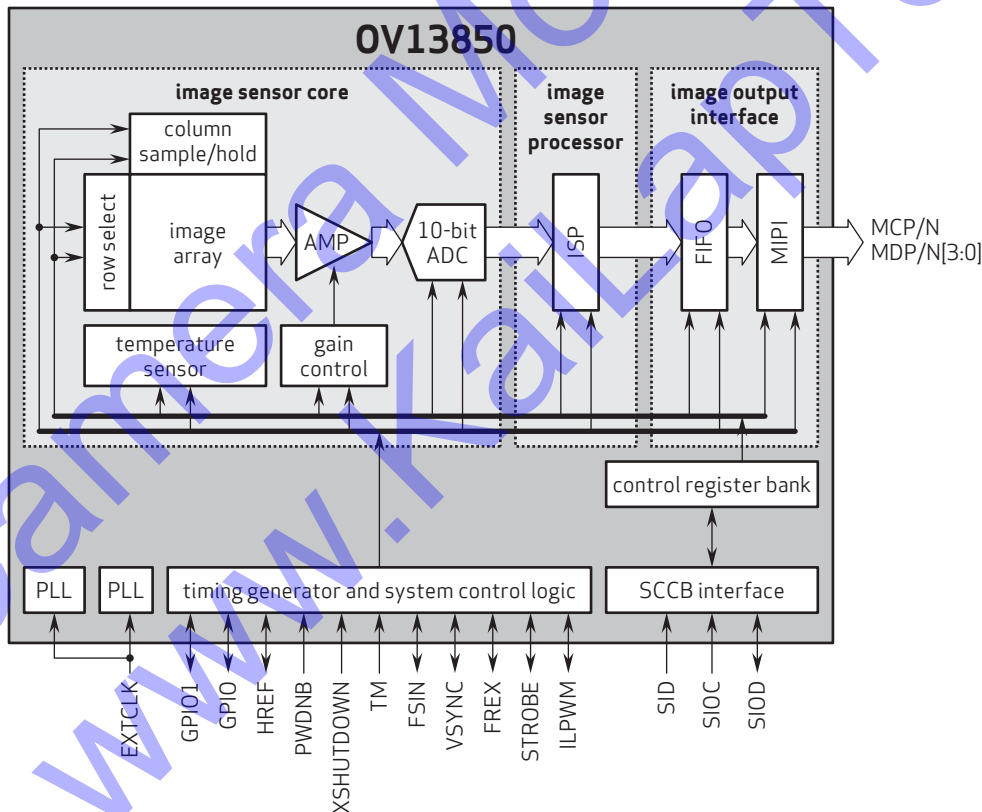 OV13850
image sensor core
image
sensor
processor
image output
interface
column
sample/hold
row select
image
array
AMP
10-bit
ADC
ISP
FIFO
MIPI
MCP/N
MDP/N[3:0]
temperature
sensor
gain
control
control register bank
PLL
PLL
timing generator and system control logic
SCCB interface
EXTCLK
GPIO1
GPIO
HREF
PWDNB
XSHUTDOWN
TM
FSIN
VSYNC
FREX
STROBE
ILPWM
SID
SIOC
SIOD